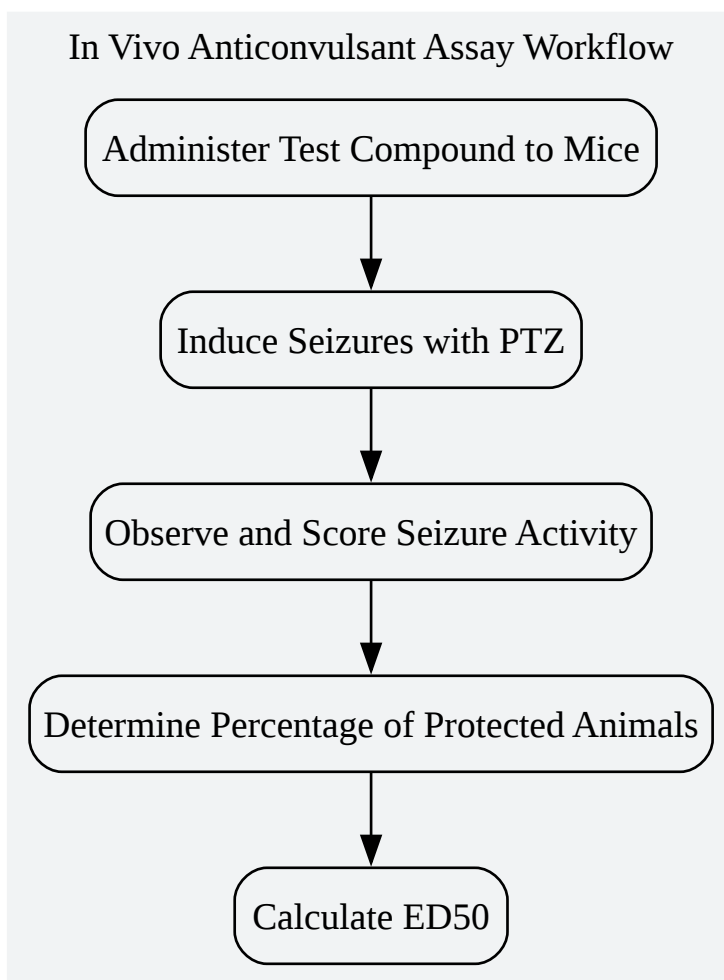 In Vivo Anticonvulsant Assay Workflow
Administer Test Compound to Mice
Induce Seizures with PTZ
Observe and Score Seizure Activity
Determine Percentage of Protected Animals
Calculate ED50